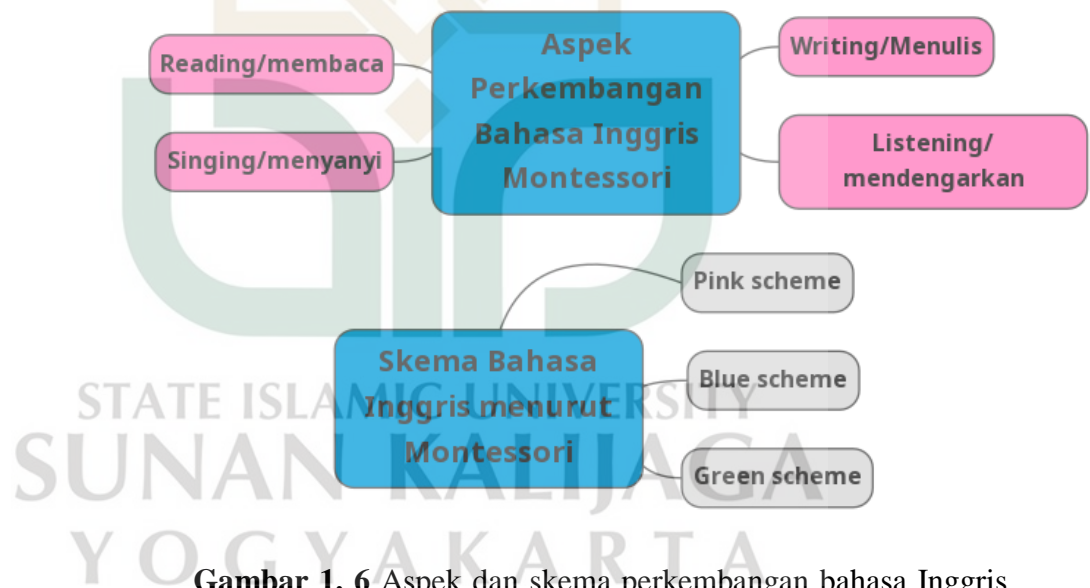 Reading/membaca
Singing/menyanyi
Aspek
Perkembangan
Bahasa Inggris
Montessori
Writing/Menulis
Listening/
mendengarkan
Pink scheme
Skema Bahasa
Inggris menurut
Montessori
Blue scheme
Green scheme
STATE ISLAMIC UNIVERSITY
SUNAN KALIJAGA
YOGYAKARTA
Gambar 1. 6 Aspek dan skema perkembangan bahasa Inggris